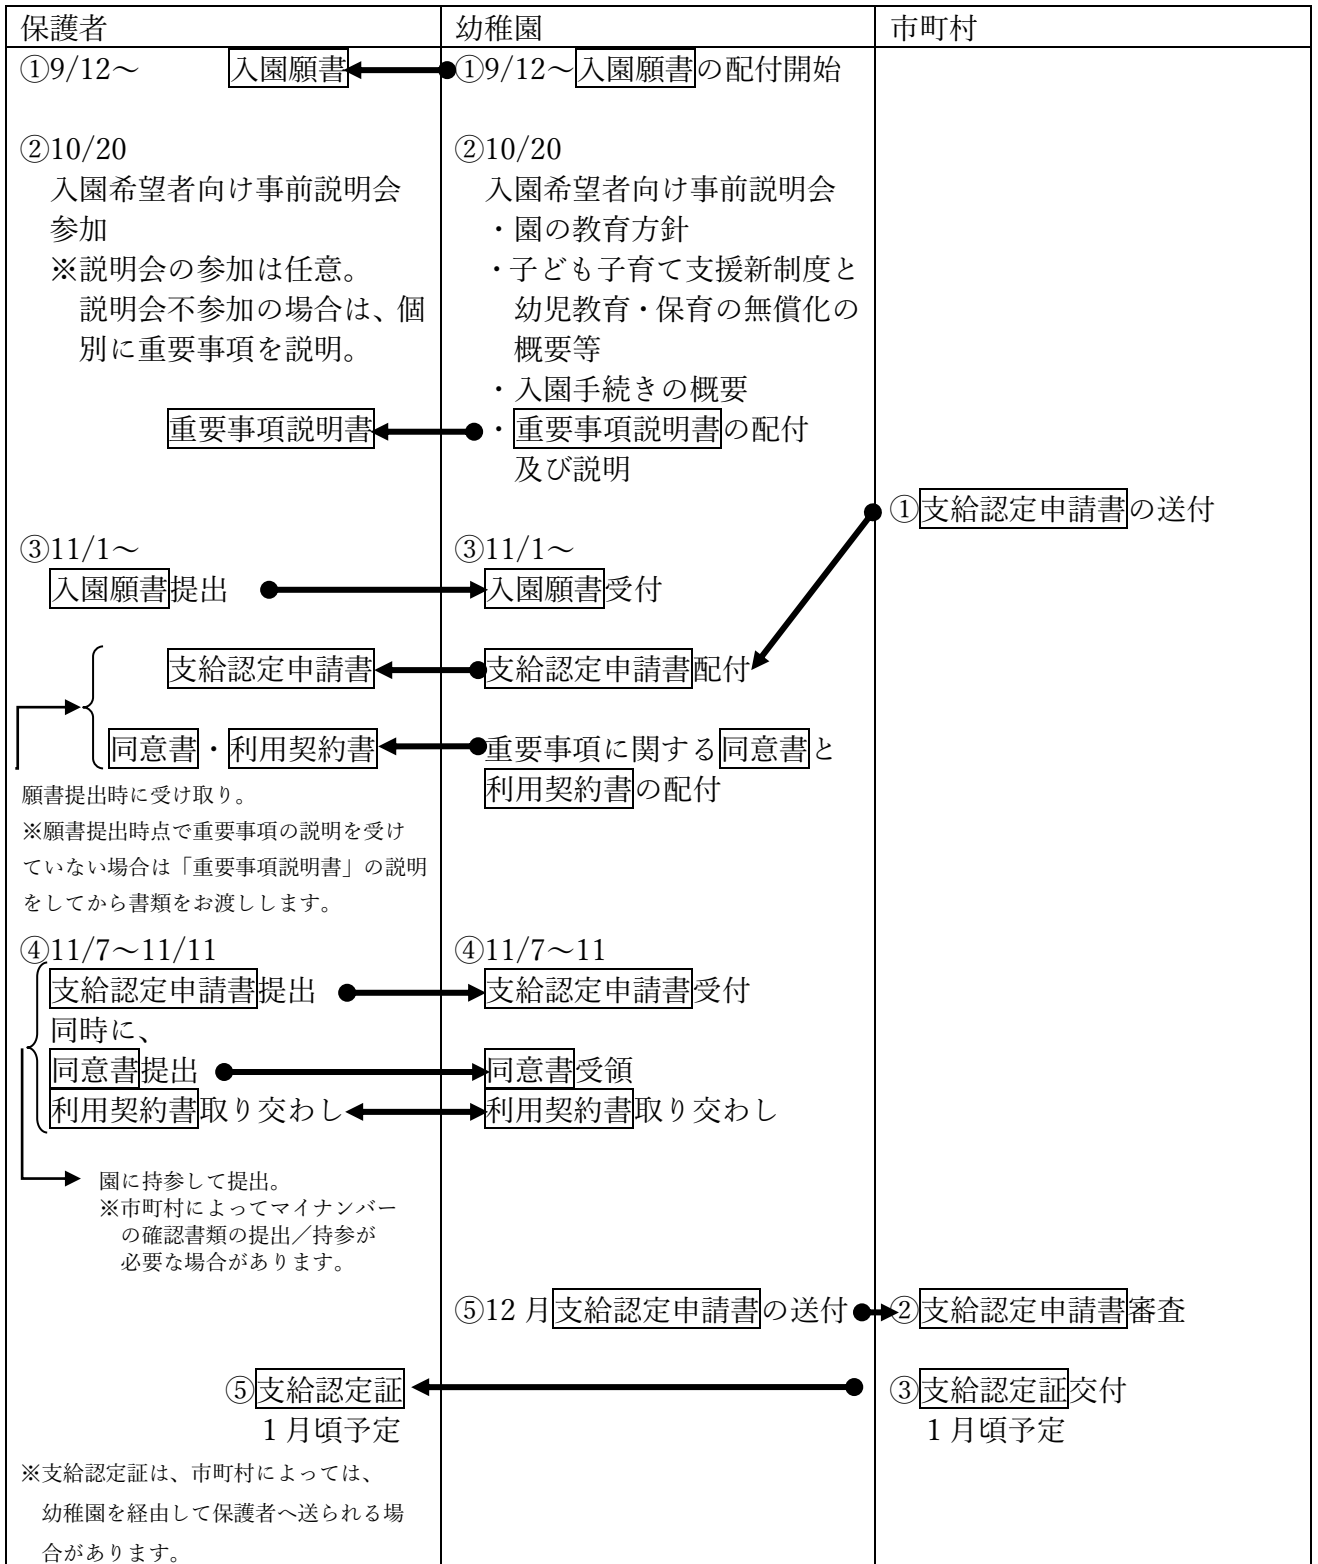 保護者
①9/12～
入園願書
②10/20
入園希望者向け事前説明会
参加
※説明会の参加は任意。
説明会不参加の場合は、個
別に重要事項を説明。
重要事項説明書
③11/1～
入園願書提出
支給認定申請書
同意書・利用契約書
願書提出時に受け取り。
※願書提出時点で重要事項の説明を受け
ていない場合は「重要事項説明書」の説明
をしてから書類をお渡しします。
④11/7～11/11
支給認定申請書提出
同時に、
同意書提出
利用契約書取り交わし
園に持参して提出。
※市町村によってマイナンバー
の確認書類の提出／持参が
必要な場合があります。
⑤支給認定証
1月頃予定
※支給認定証は、市町村によっては、
幼稚園を経由して保護者へ送られる場
合があります。
幼稚園
①9/12～入園願書の配付開始
②10/20
入園希望者向け事前説明会
・園の教育方針
・子ども子育て支援新制度と
幼児教育・保育の無償化の
概要等
・入園手続きの概要
・重要事項説明書の配付
及び説明
③11/1～
入園願書受付
支給認定申請書配付
重要事項に関する同意書と
利用契約書の配付
④11/7～11
支給認定申請書受付
同意書受領
利用契約書取り交わし
⑤12月支給認定申請書の送付
市町村
①支給認定申請書の送付
②支給認定申請書審査
③支給認定証交付
1月頃予定